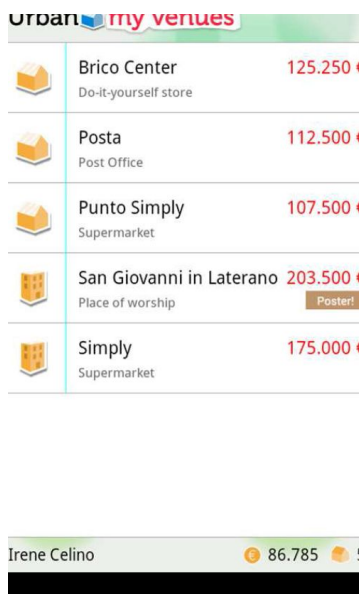 Urban my venues
Brico Center 125.250 €
Do-it-yourself store
Posta 112.500 €
Post Office
Punto Simply 107.500 €
Supermarket
San Giovanni in Laterano 203.500 €
Place of worship Poster!
Simply 175.000 €
Supermarket
Irene Celino € 86.785 5